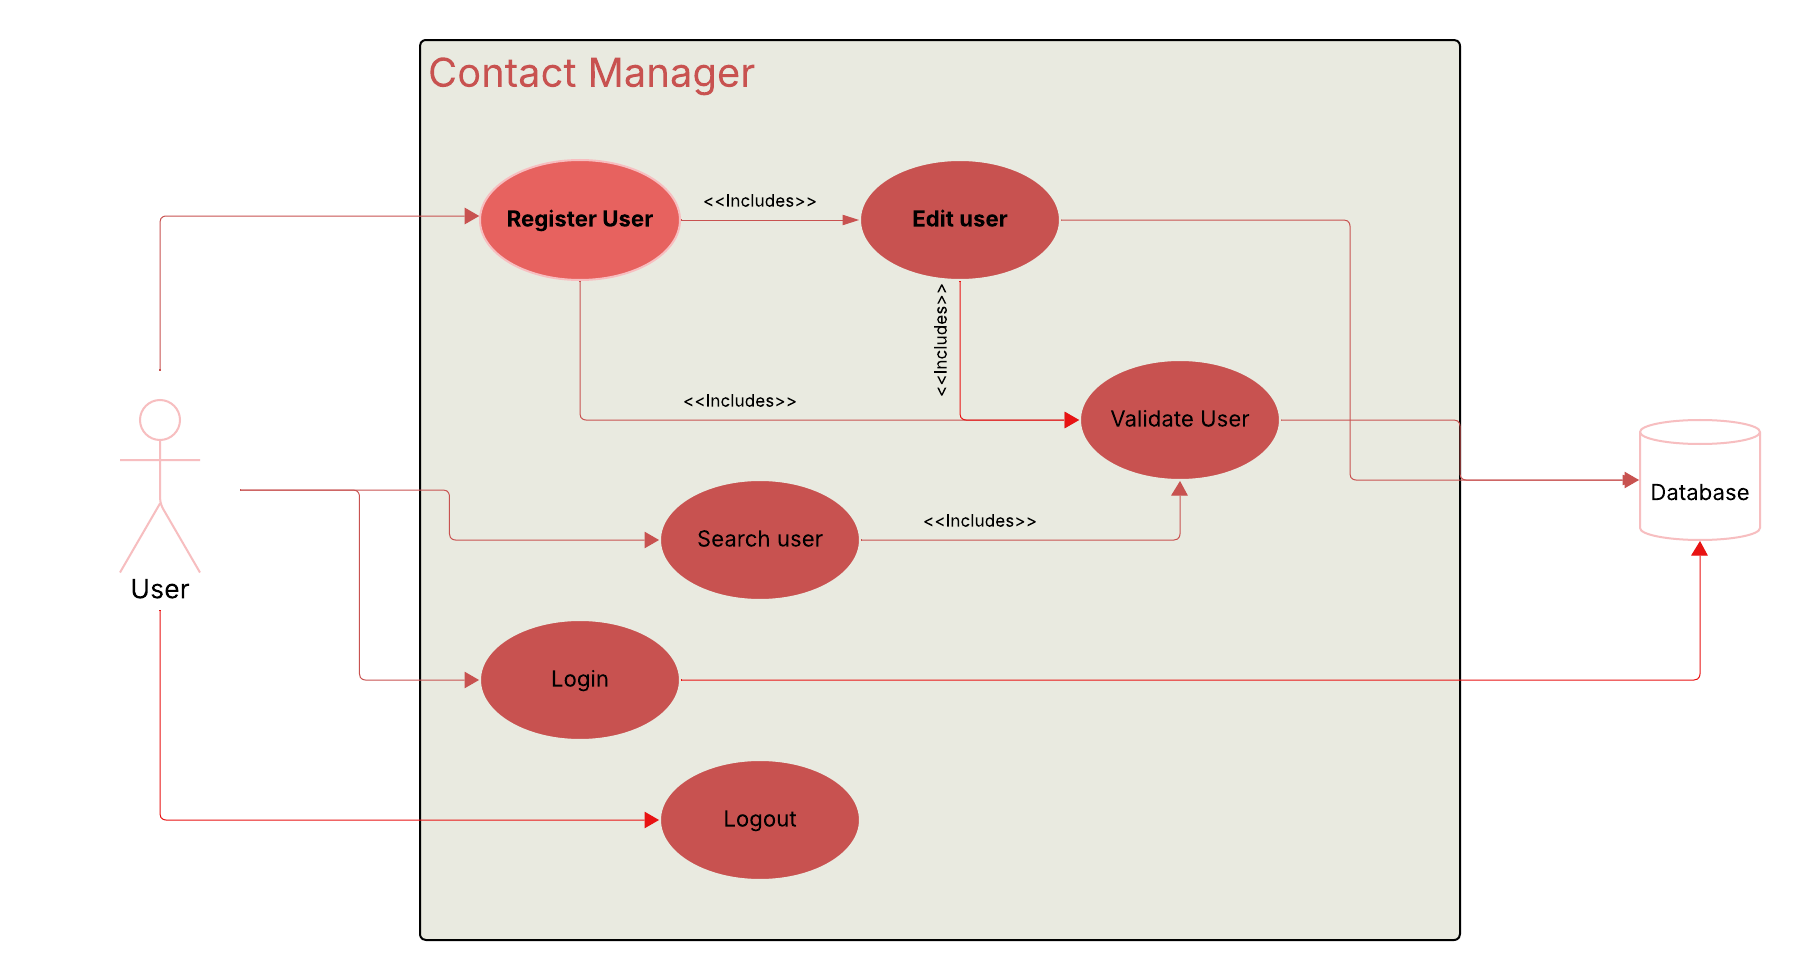 Contact Manager
Register User
<<Includes>>
Edit user
<<Includes>>
<<Includes>>
Validate User
Database
Search user
<<Includes>>
User
Login
Logout